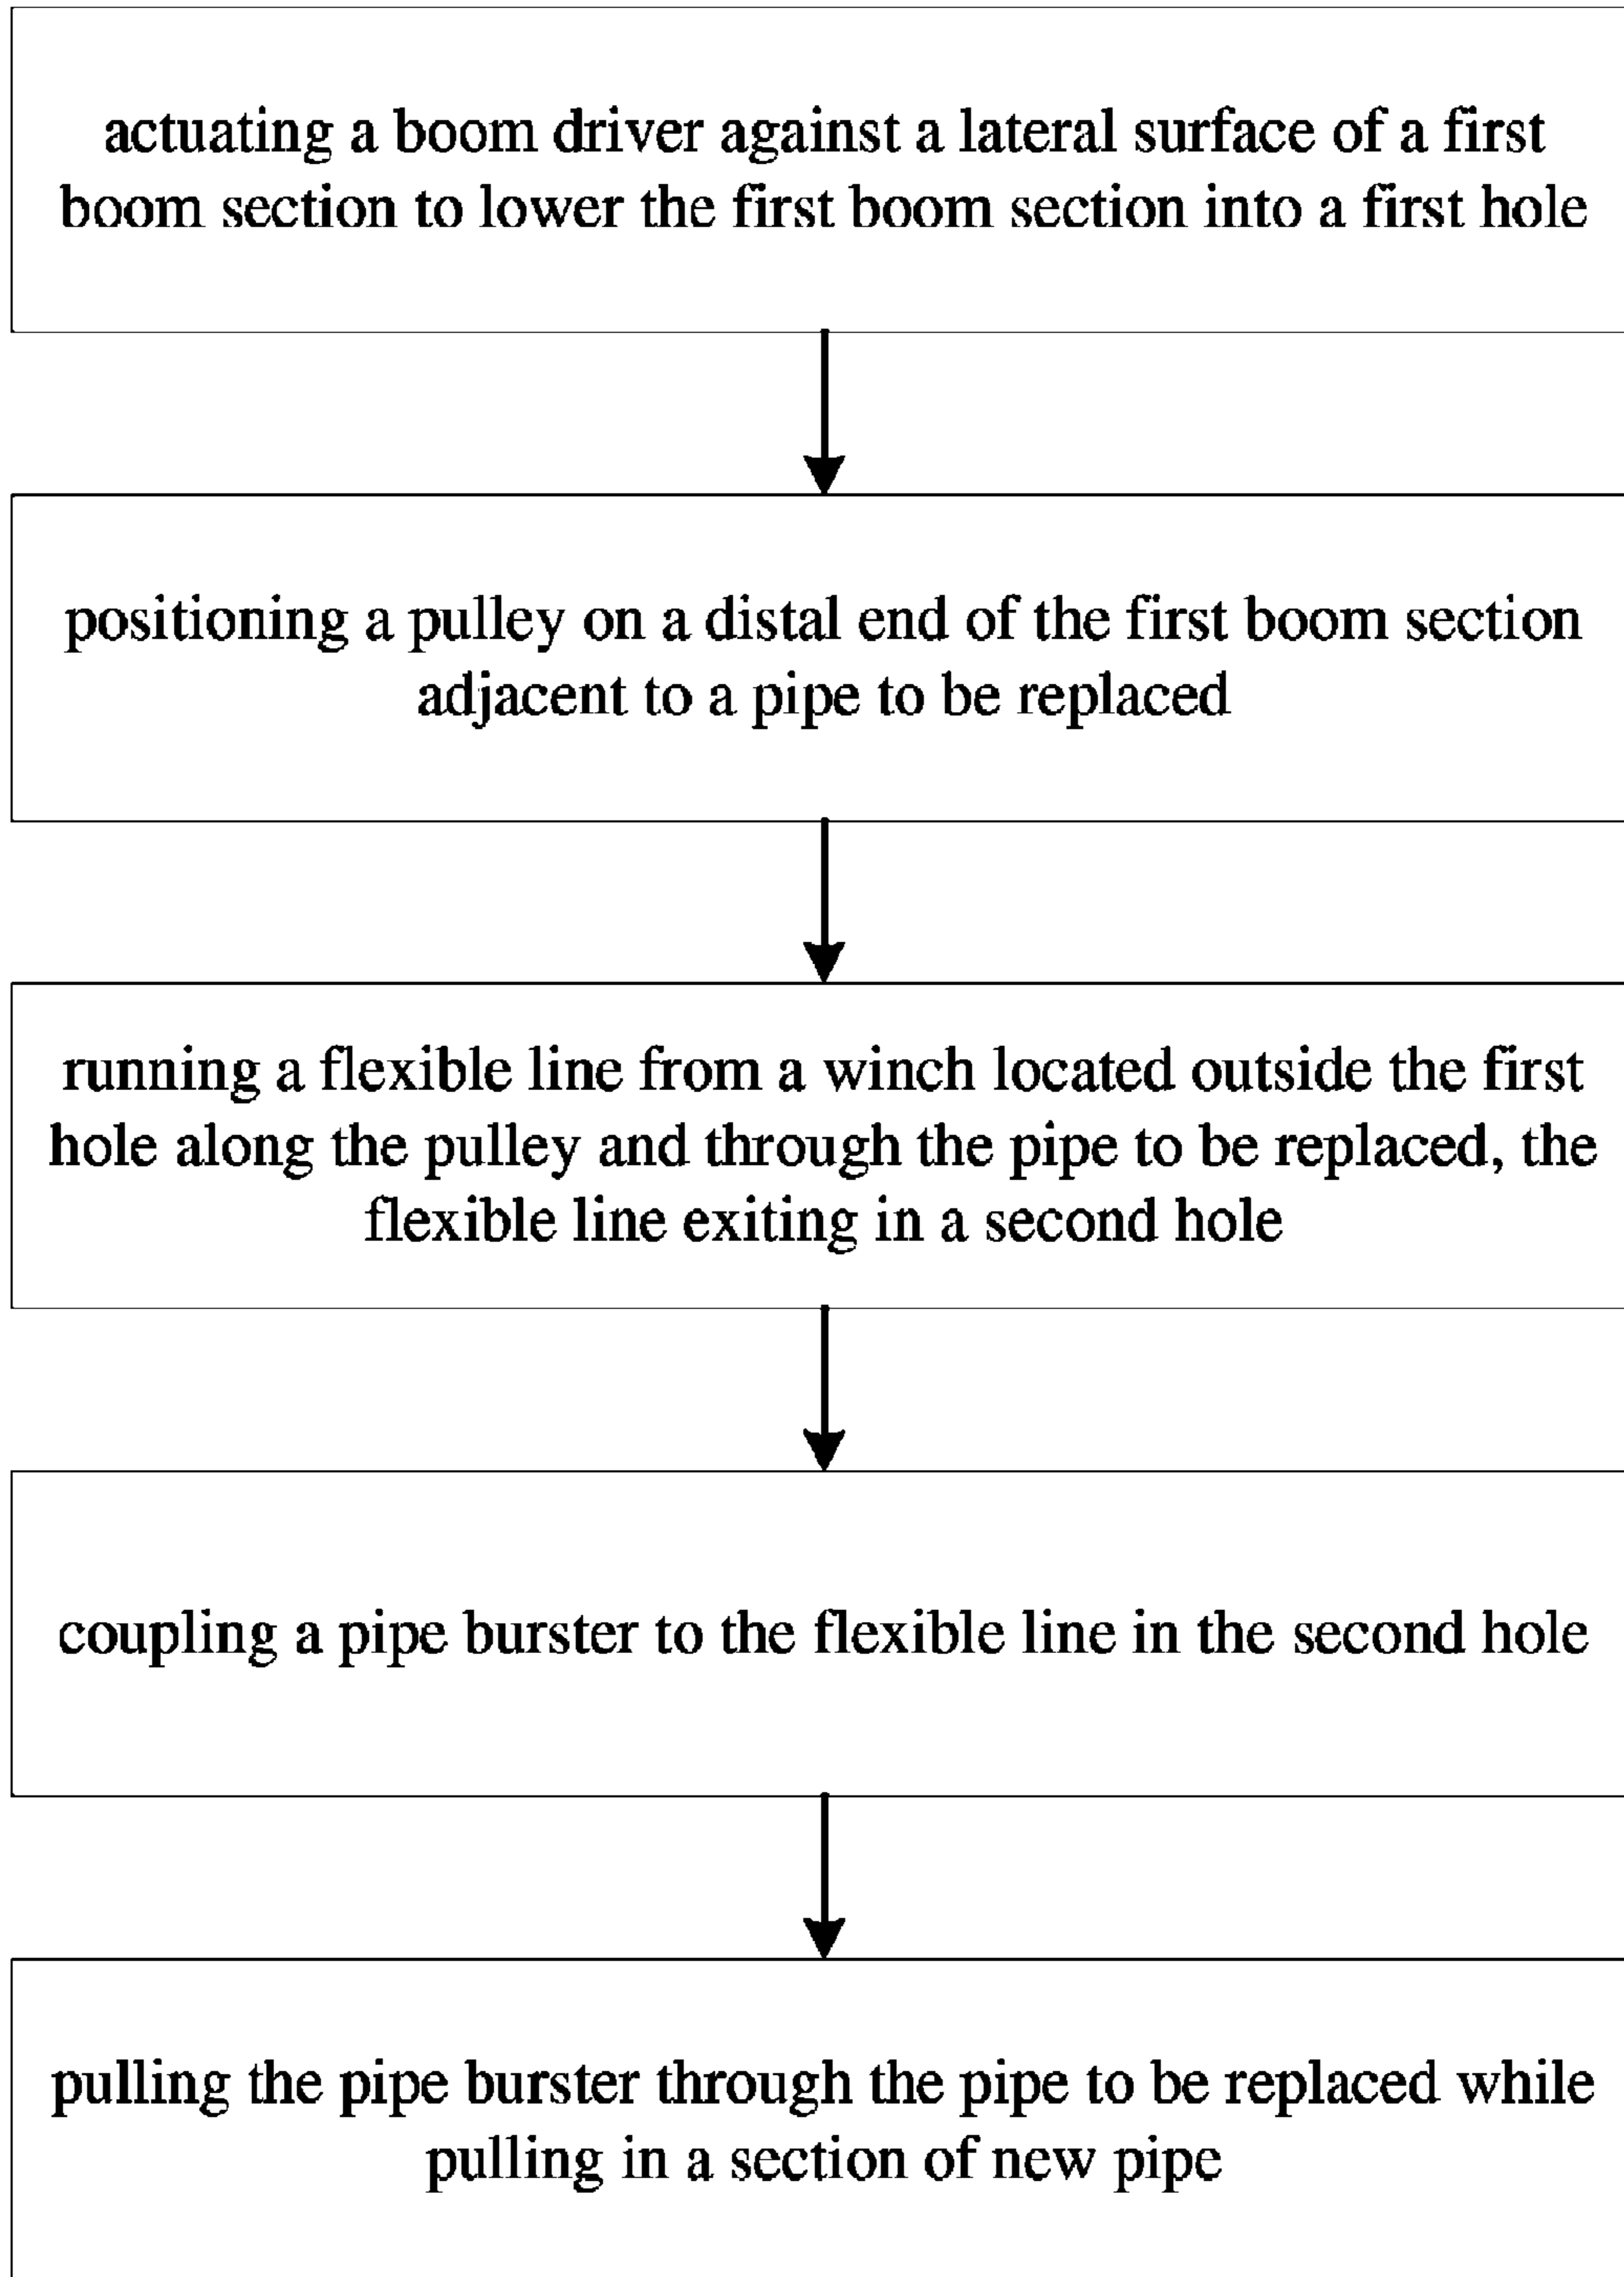 actuating a boom driver against a lateral surface of a first
boom section to lower the first boom section into a first hole
positioning a pulley on a distal end of the first boom section
adjacent to a pipe to be replaced
running a flexible line from a winch located outside the first
hole along the pulley and through the pipe to be replaced, the
flexible line exiting in a second hole
coupling a pipe burster to the flexible line in the second hole
pulling the pipe burster through the pipe to be replaced while
pulling in a section of new pipe